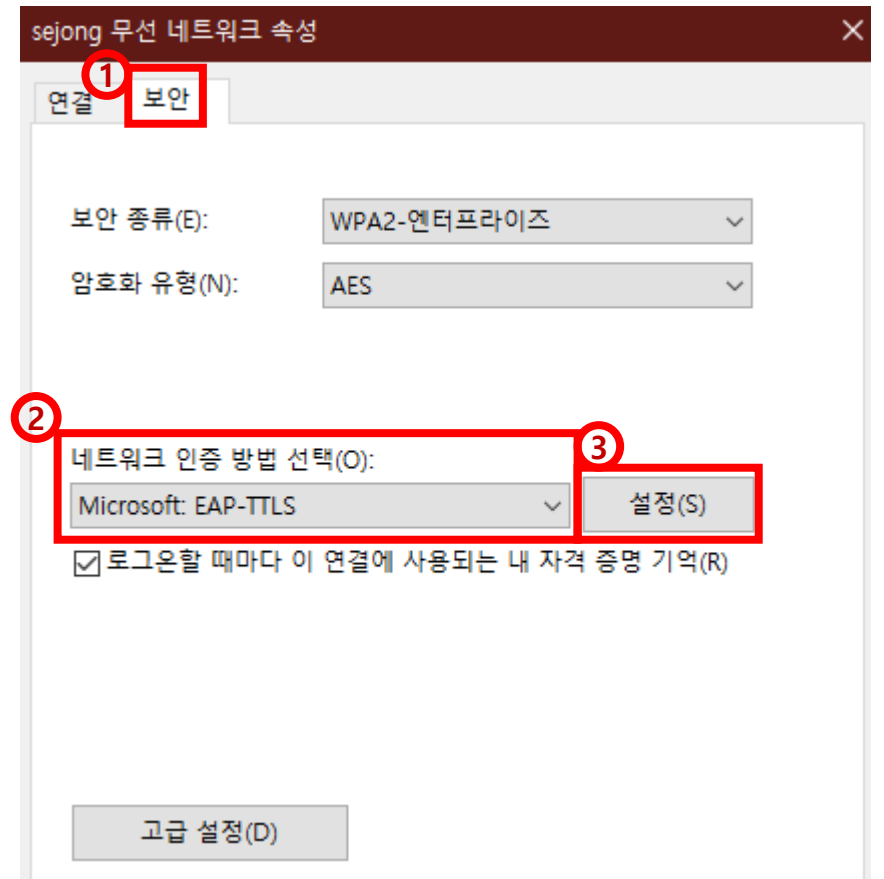 sejong 무선 네트워크 속성
①
연결 보안
보안 종류(E): WPA2-엔터프라이즈
암호화 유형(N): AES
②
네트워크 인증 방법 선택(O):
③
Microsoft: EAP-TTLS 설정(S)
로그온할 때마다 이 연결에 사용되는 내 자격 증명 기억(R)
고급 설정(D)